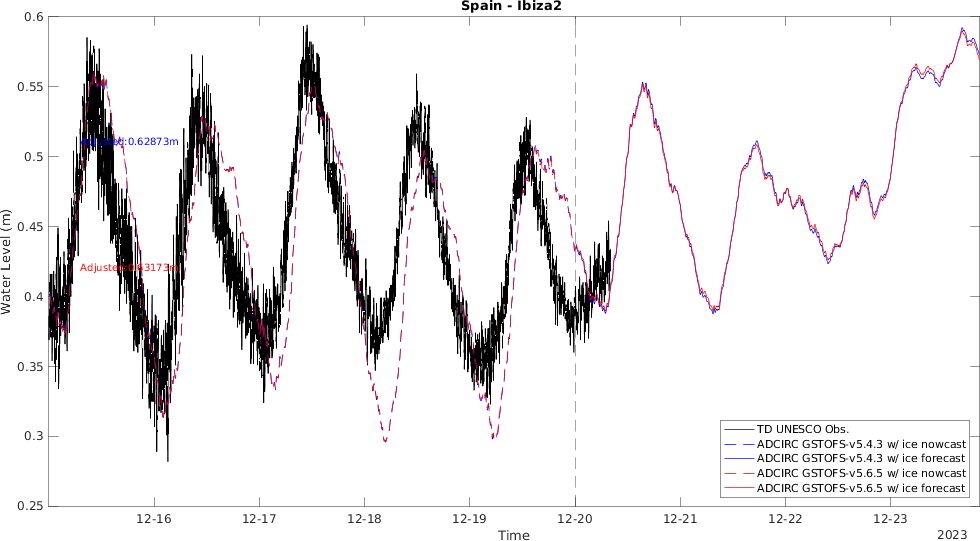 Spain - Ibiza2
Water Level (m)
0.6
0.55
0.5
0.45
0.4
0.35
0.3
0.25
Adjusted:0.62873m
Adjusted:0.63173m
TD UNESCO Obs.
ADCIRC GSTOFS-v5.4.3 w/ ice nowcast
ADCIRC GSTOFS-v5.4.3 w/ ice forecast
ADCIRC GSTOFS-v5.6.5 w/ ice nowcast
ADCIRC GSTOFS-v5.6.5 w/ ice forecast
12-16 12-17 12-18 12-19 12-20 12-21 12-22 12-23
Time
2023